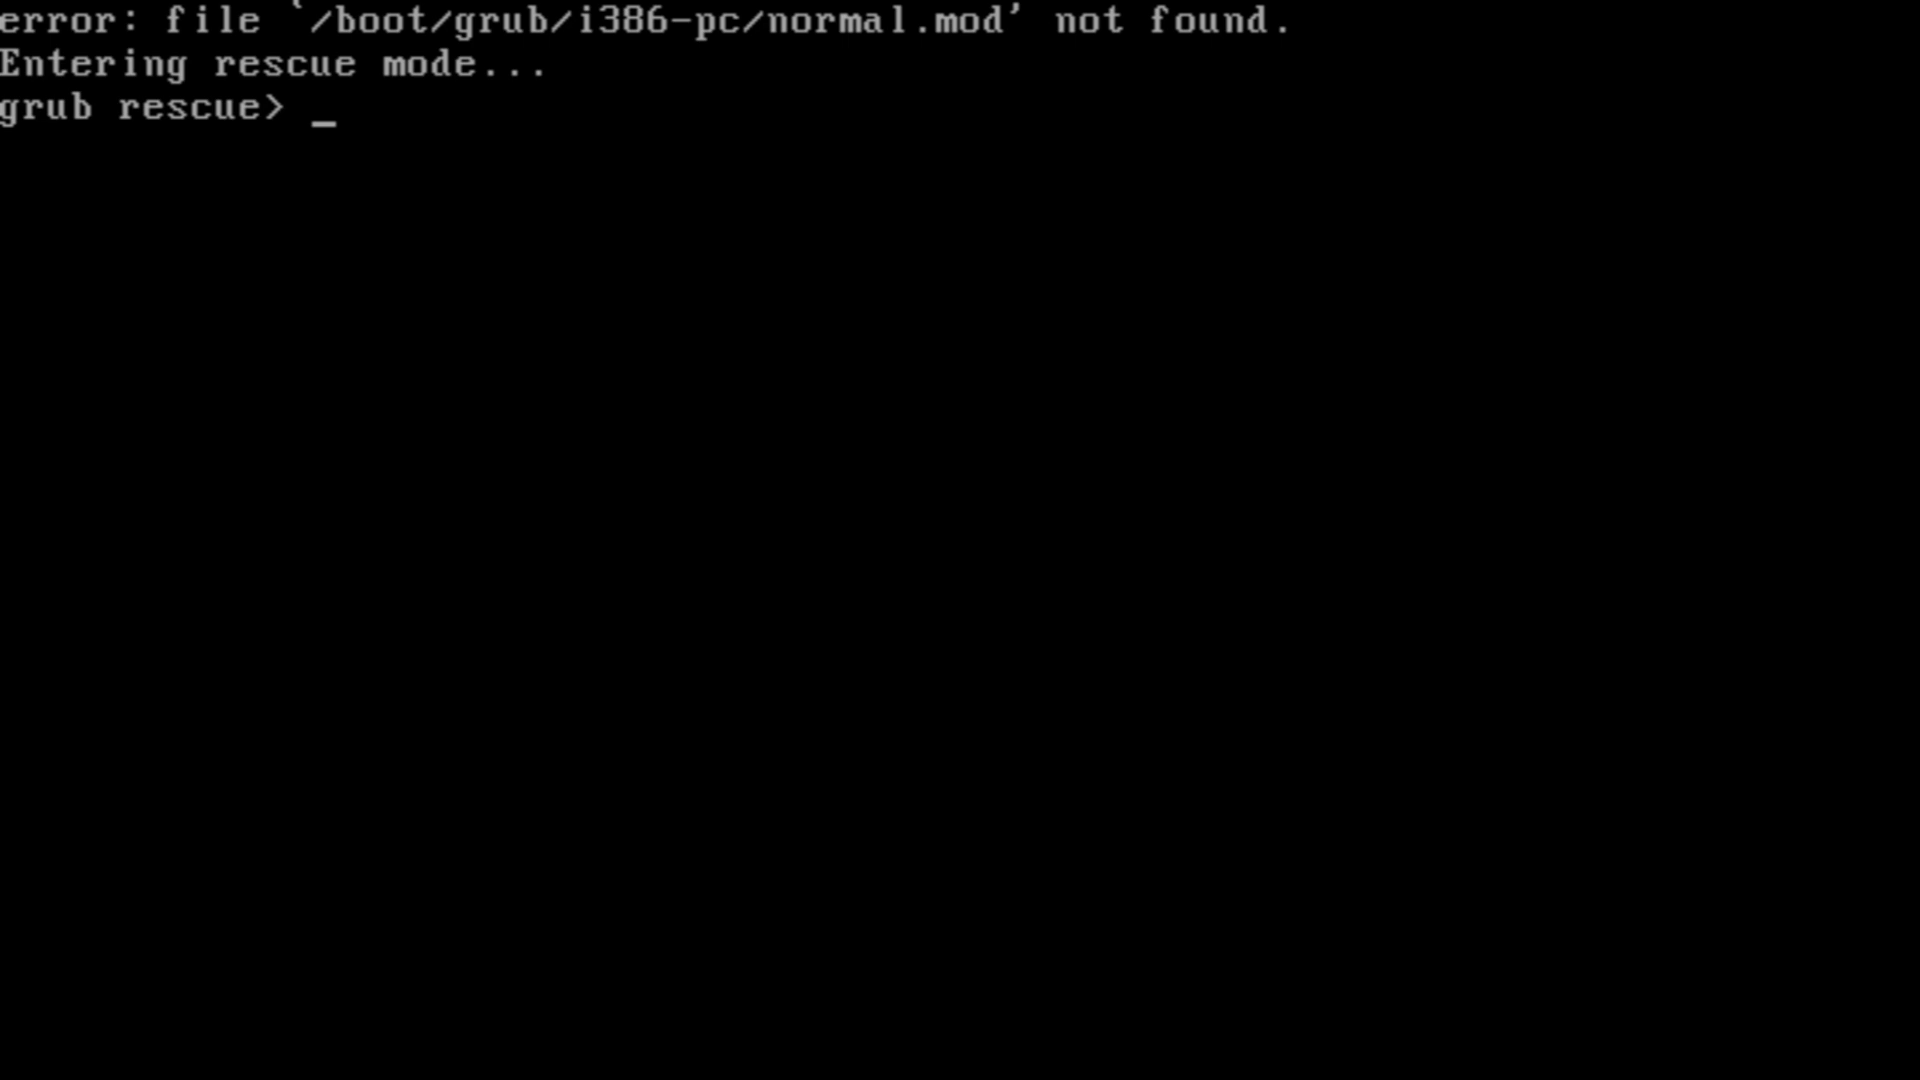 error: file `/boot/grub/i386-pc/normal.mod' not found.
Entering rescue mode...
grub rescue> _